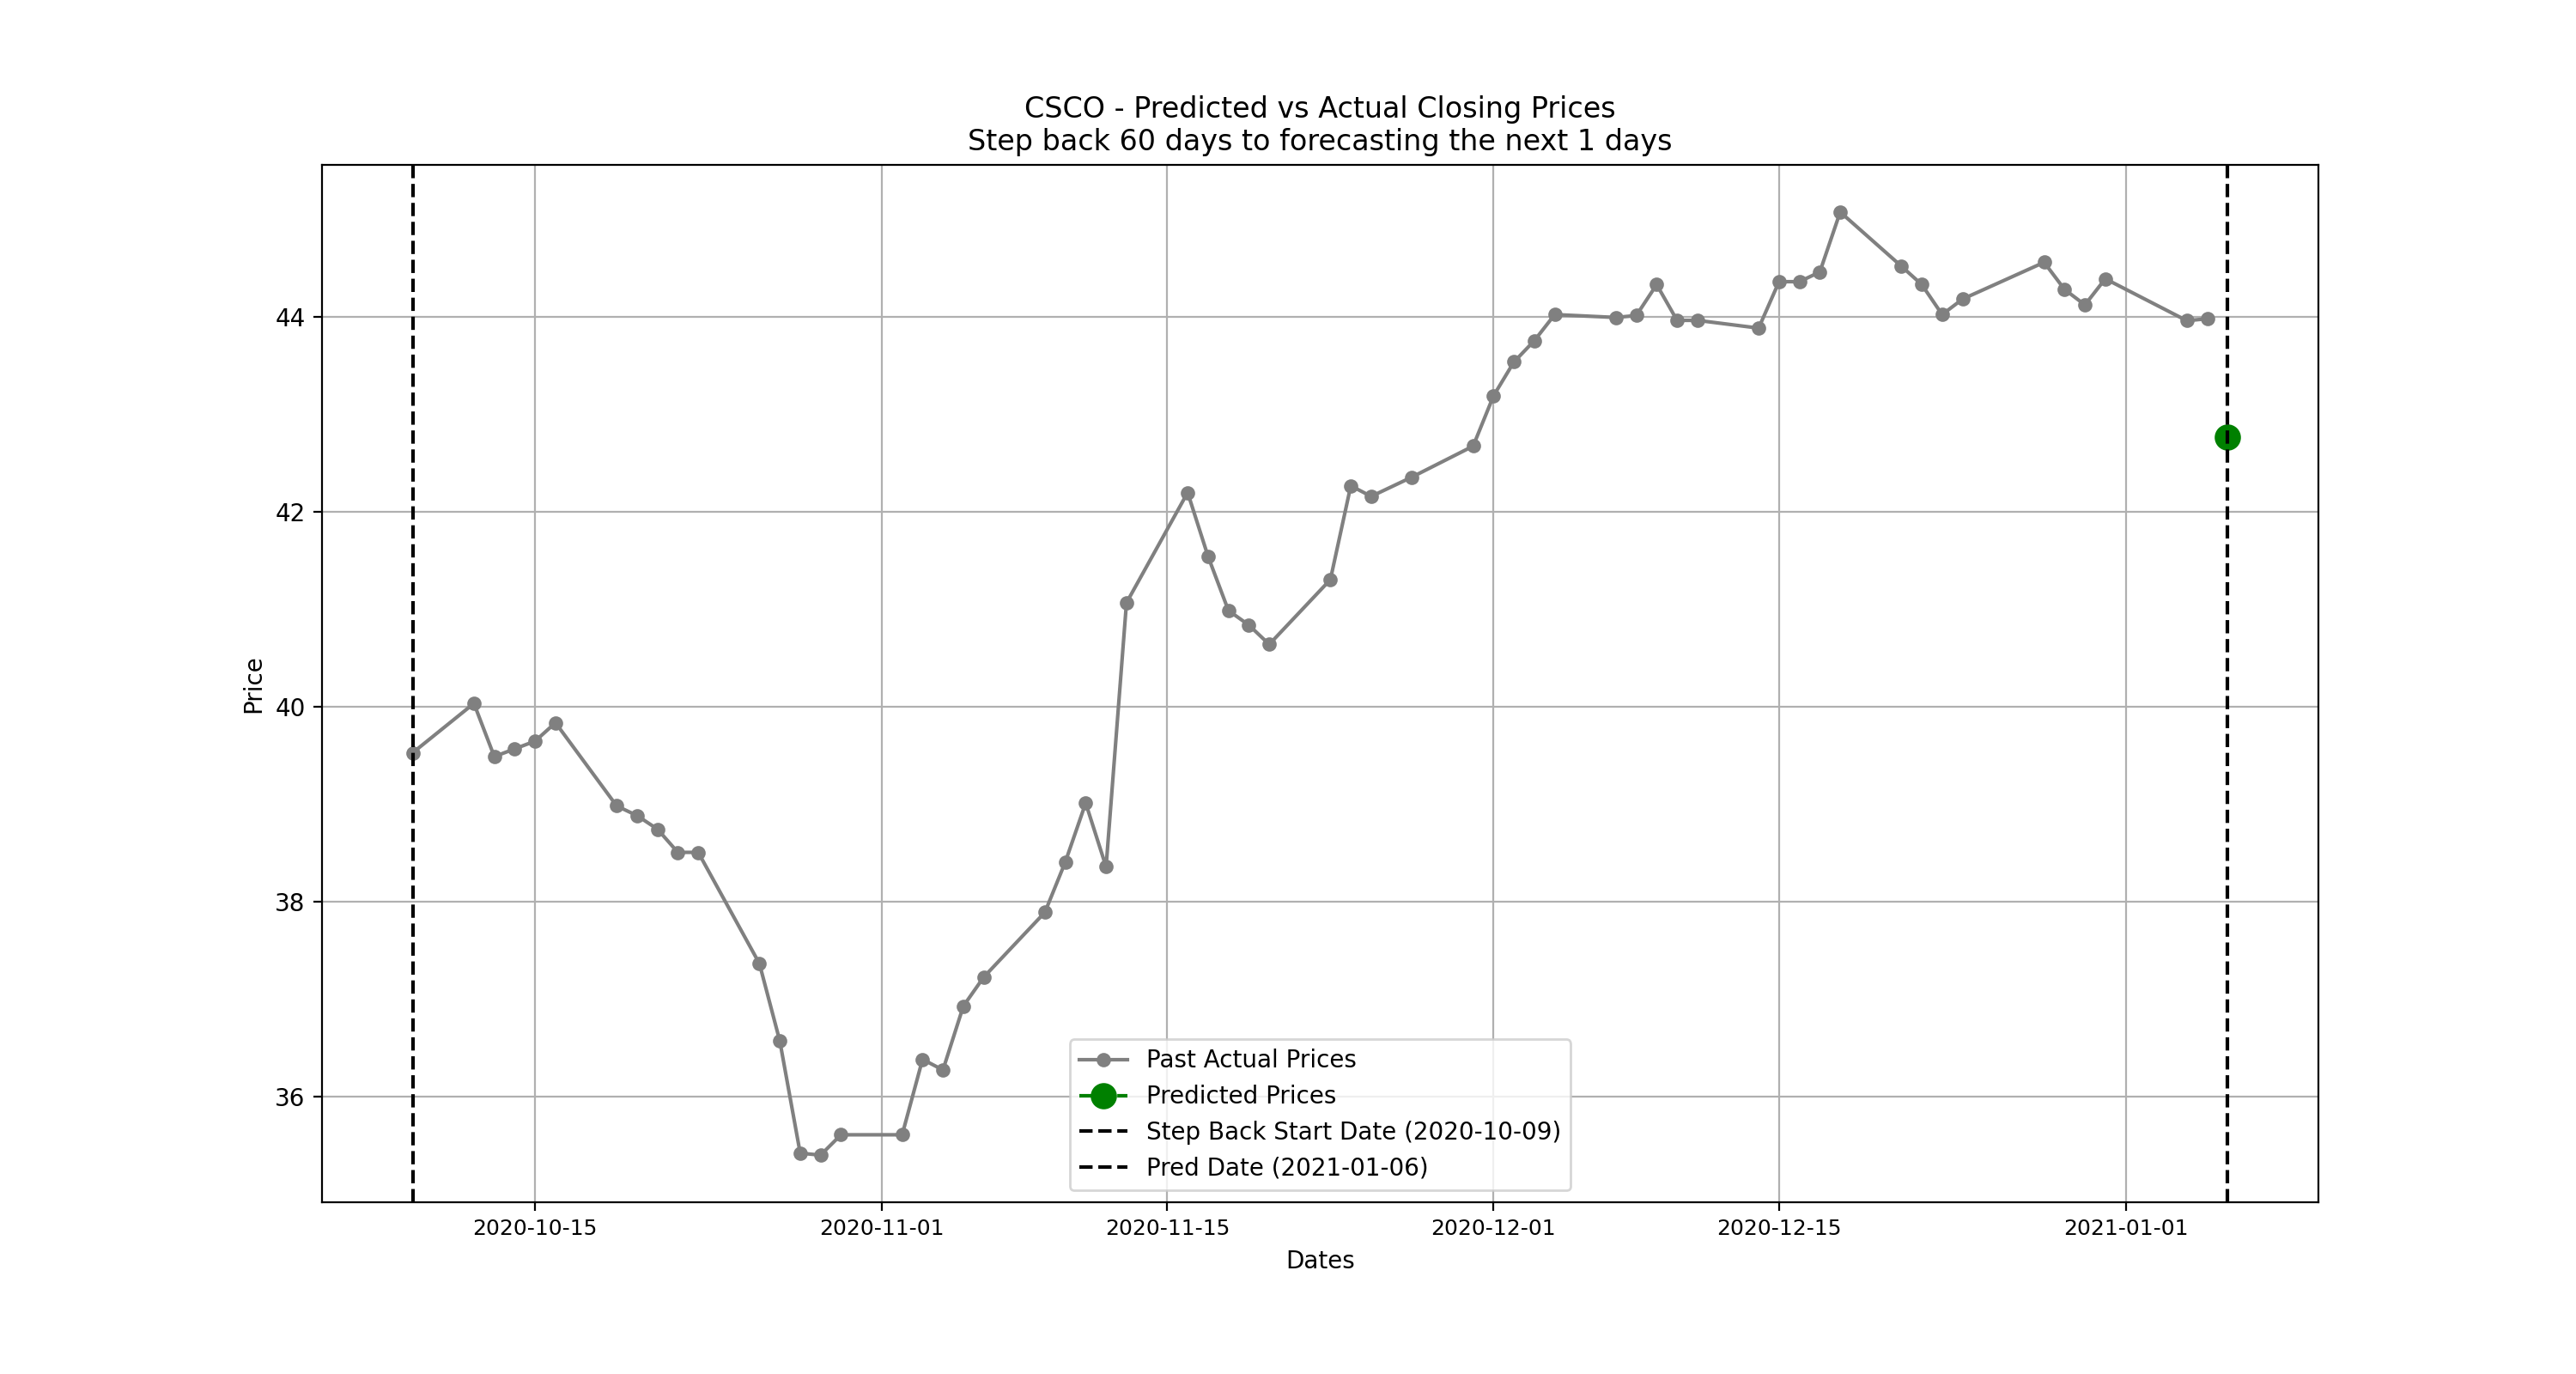 CSCO - Predicted vs Actual Closing Prices
Step back 60 days to forecasting the next 1 days
Price
44
42
40
38
36
Past Actual Prices
Predicted Prices
Step Back Start Date (2020-10-09)
Pred Date (2021-01-06)
2020-10-15 2020-11-01 2020-11-15 2020-12-01 2020-12-15 2021-01-01
Dates